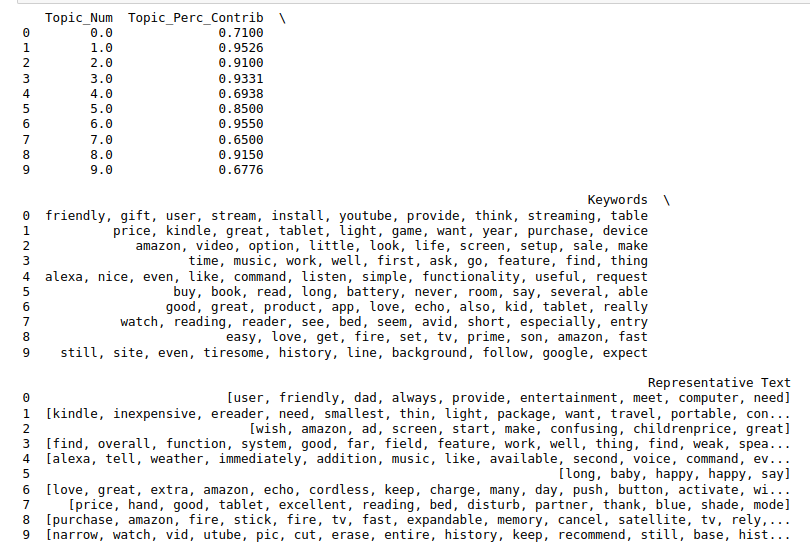 Topic_Num  Topic_Perc_Contrib  \
0        0.0              0.7100
1        1.0              0.9526
2        2.0              0.9100
3        3.0              0.9331
4        4.0              0.6938
5        5.0              0.8500
6        6.0              0.9550
7        7.0              0.6500
8        8.0              0.9150
9        9.0              0.6776
Keywords  \
0  friendly, gift, user, stream, install, youtube, provide, think, streaming, table
1  price, kindle, great, tablet, light, game, want, year, purchase, device
2  amazon, video, option, little, look, life, screen, setup, sale, make
3  time, music, work, well, first, ask, go, feature, find, thing
4  alexa, nice, even, like, command, listen, simple, functionality, useful, request
5  buy, book, read, long, battery, never, room, say, several, able
6  good, great, product, app, love, echo, also, kid, tablet, really
7  watch, reading, reader, see, bed, seem, avid, short, especially, entry
8  easy, love, get, fire, set, tv, prime, son, amazon, fast
9  still, site, even, tiresome, history, line, background, follow, google, expect
Representative Text
0  [user, friendly, dad, always, provide, entertainment, meet, computer, need]
1  [kindle, inexpensive, ereader, need, smallest, thin, light, package, want, travel, portable, con...
2  [wish, amazon, ad, screen, start, make, confusing, childrenprice, great]
3  [find, overall, function, system, good, far, field, feature, work, well, thing, find, weak, spea...
4  [alexa, tell, weather, immediately, addition, music, like, available, second, voice, command, ev...
5  [long, baby, happy, happy, say]
6  [love, great, extra, amazon, echo, cordless, keep, charge, many, day, push, button, activate, wi...
7  [price, hand, good, tablet, excellent, reading, bed, disturb, partner, thank, blue, shade, mode]
8  [purchase, amazon, fire, stick, fire, tv, fast, expandable, memory, cancel, satellite, tv, rely,...
9  [narrow, watch, vid, utube, pic, cut, erase, entire, history, keep, recommend, still, base, hist...